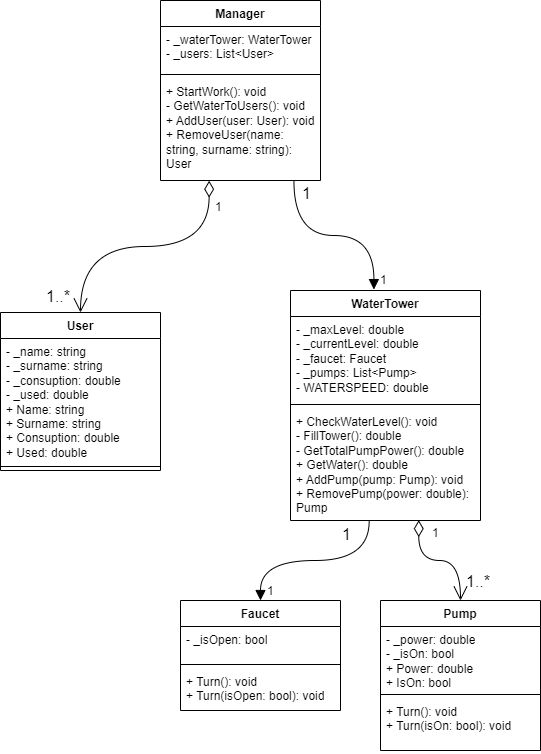 Manager
- _waterTower: WaterTower
- _users: List<User>
+ StartWork(): void
- GetWaterToUsers(): void
+ AddUser(user: User): void
+ RemoveUser(name:
string, surname: string):
User
1
1
1..*
1
User
- _name: string
- _surname: string
- _consuption: double
- _used: double
+ Name: string
+ Surname: string
+ Consuption: double
+ Used: double
WaterTower
- _maxLevel: double
- _currentLevel: double
- _faucet: Faucet
- _pumps: List<Pump>
- WATERSPEED: double
+ CheckWaterLevel(): void
- FillTower(): double
- GetTotalPumpPower(): double
+ GetWater(): double
+ AddPump(pump: Pump): void
+ RemovePump(power: double):
Pump
1
1
1
1..*
Faucet
- _isOpen: bool
+ Turn(): void
+ Turn(isOpen: bool): void
Pump
- _power: double
- _isOn: bool
+ Power: double
+ IsOn: bool
+ Turn(): void
+ Turn(isOn: bool): void